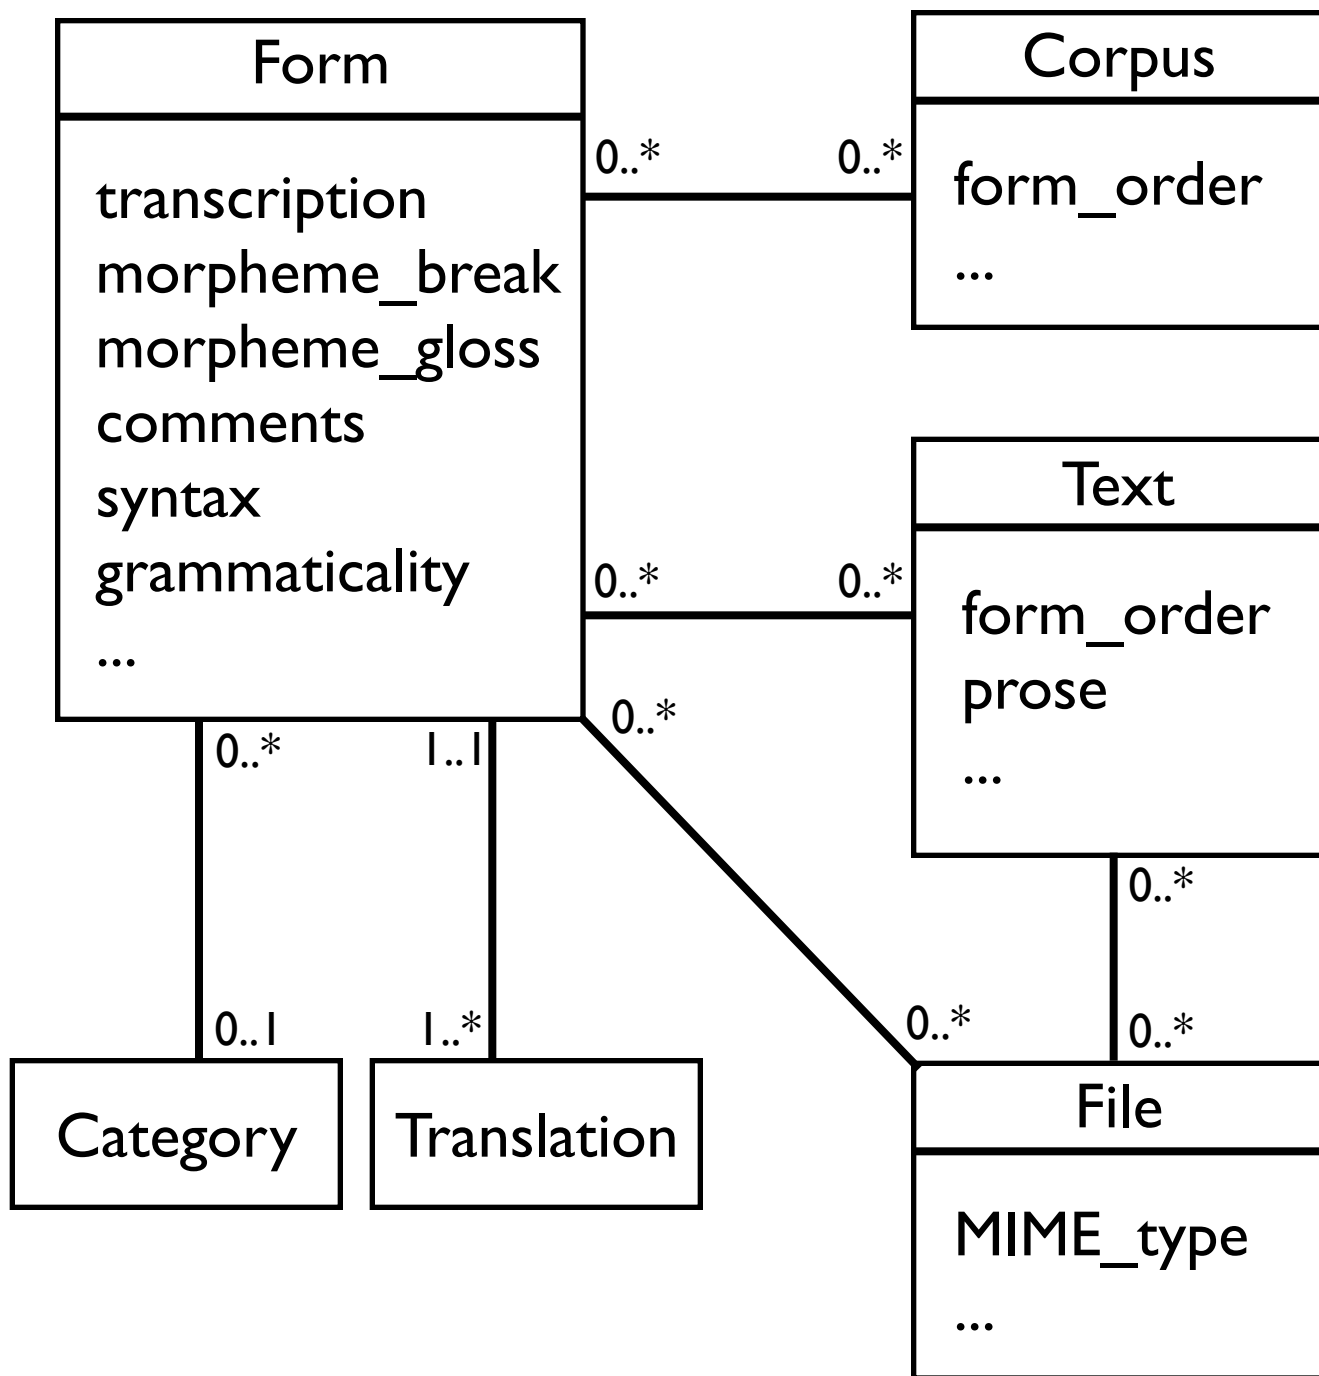 Form
transcription
morpheme_break
morpheme_gloss
comments
syntax
grammaticality
...
Corpus
form_order
...
0..*
0..*
Text
form_order
prose
...
0..*
0..*
0..*
0..*
0..*
0..*
0..*
1..1
0..1
1..*
Category
Translation
File
MIME_type
...